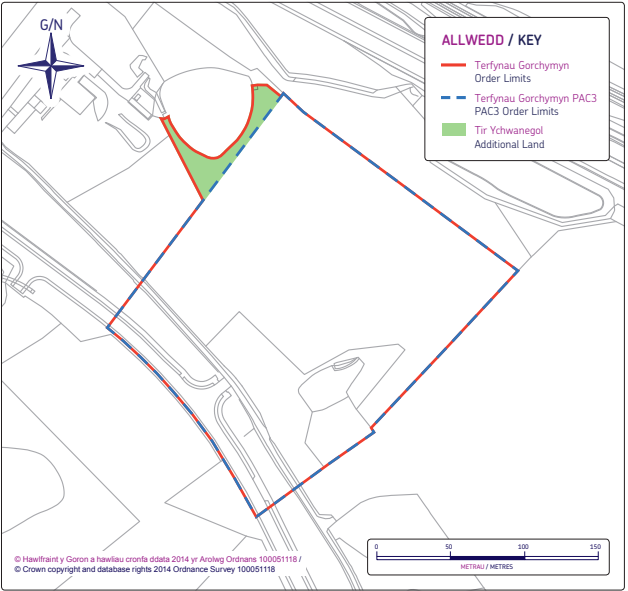 G/N
ALLWEDD / KEY
Terfynau Gorchymyn
Order Limits
Terfynau Gorchymyn PAC3
PAC3 Order Limits
Tir Ychwanegol
Additional Land
© Hawlfraint y Goron a hawliau cronfa ddata 2014 yr Arolwg Ordnans 100051118 /
© Crown copyright and database rights 2014 Ordnance Survey 100051118
0 50 100 150
METRAU / METRES